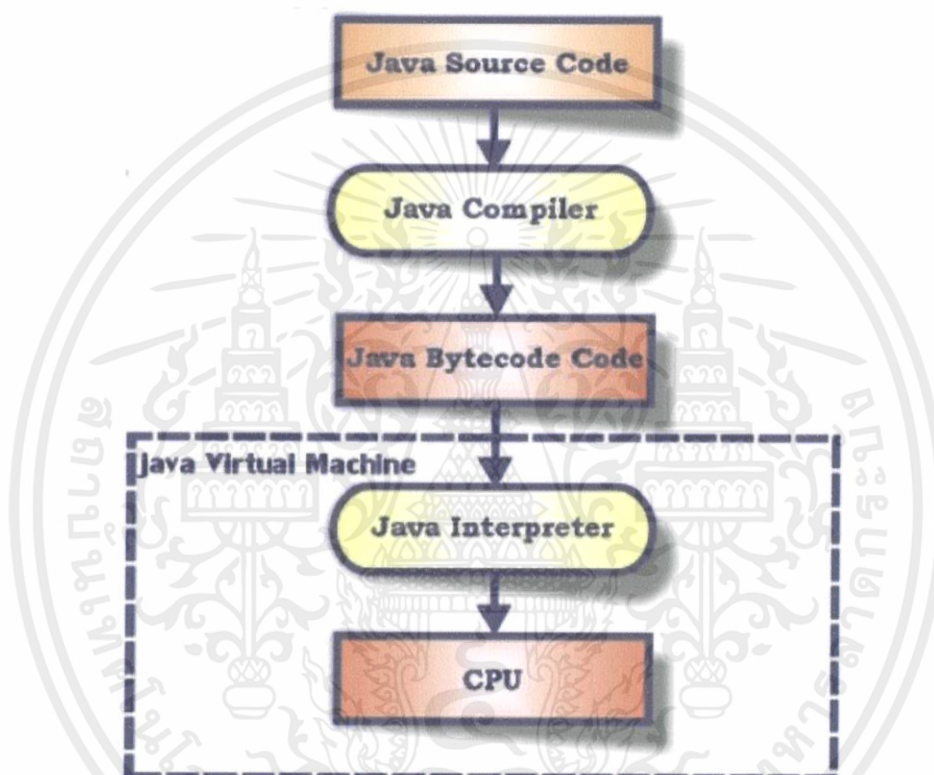 Java Source Code
Java Compiler
Java Bytecode Code
Java Virtual Machine
Java Interpreter
CPU